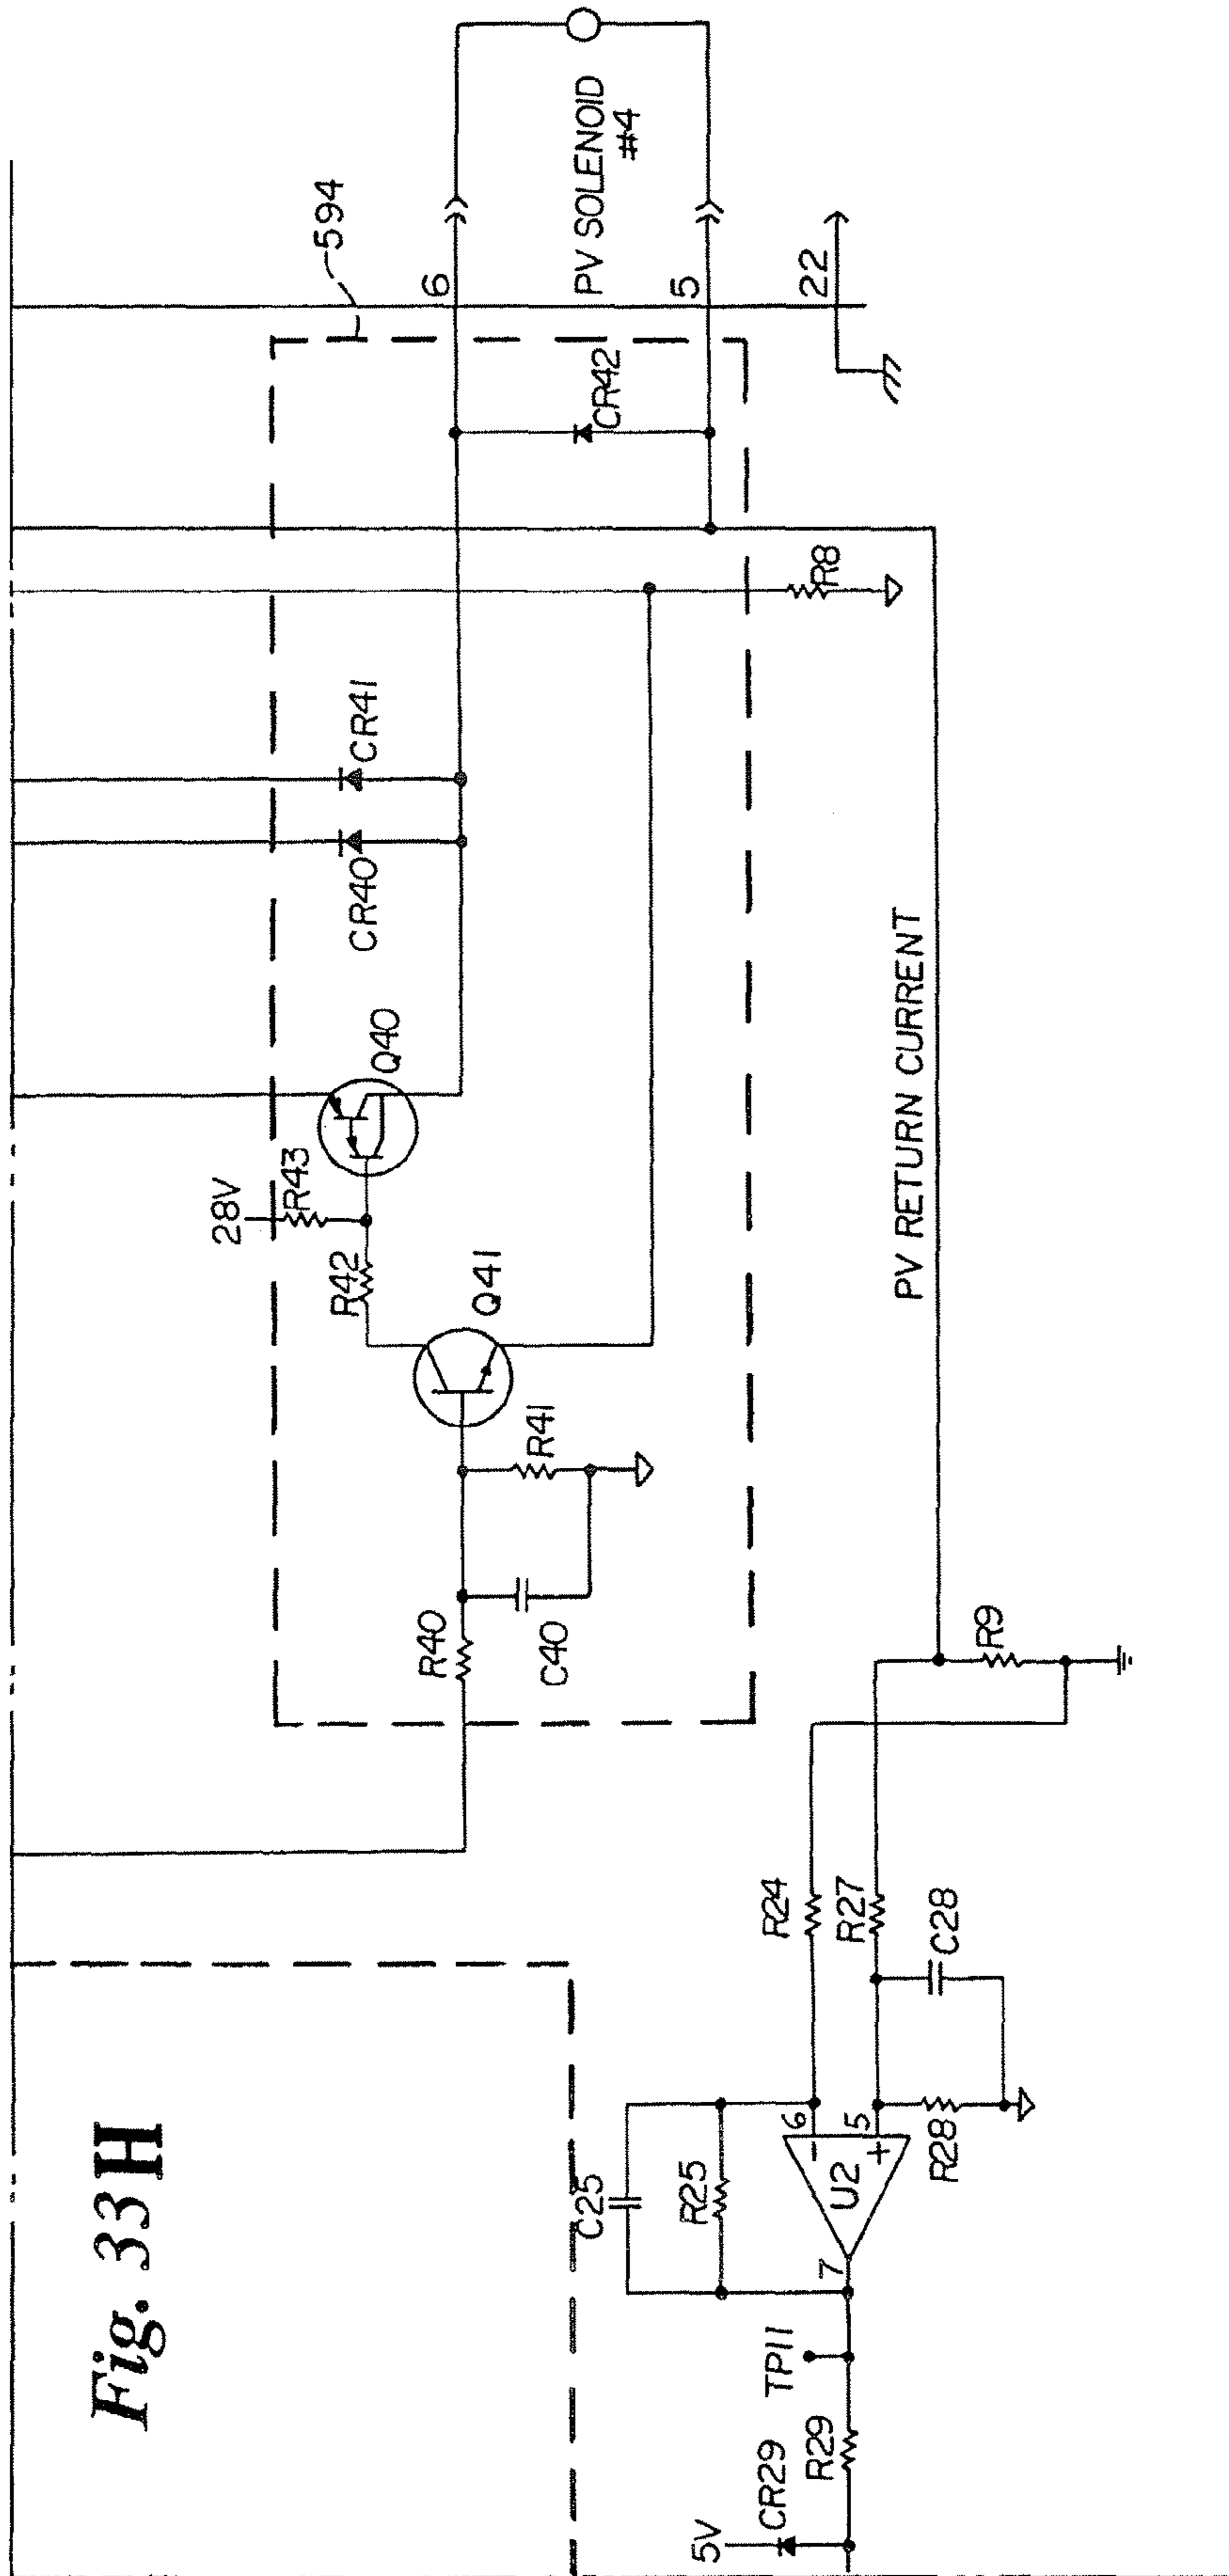 Fig. 33H
594
6
PV SOLENOID
#4
5
22
CR42
R8
CR41
CR40
Q40
28V
R43
R42
Q41
R41
R40
C40
PV RETURN CURRENT
R9
R24
R27
C28
C25
R25
6
5
-
+
U2
7
R28
TP11
R29
CR29
5V